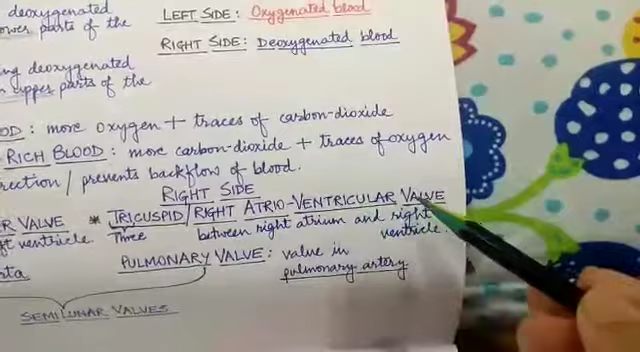 deoxygenated
LEFT SIDE: Oxygenated blood
ower parts of the
RIGHT SIDE: Deoxygenated blood
ing deoxygenated
upper parts of the
OD: more oxygen + traces of carbon-dioxide
RICH BLOOD: more carbon-dioxide + traces of oxygen
rection / prevents backflow of blood.
RIGHT SIDE
R VALVE * TRICUSPID/RIGHT ATRIO-VENTRICULAR VALVE
ft ventricle. Three between right atrium and right
ventricle.
rta
PULMONARY VALVE: valve in
pulmonary artery
SEMILUNAR VALVES